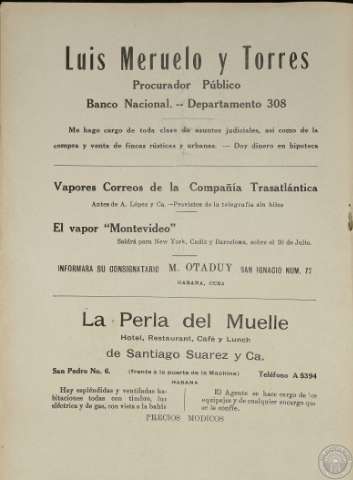 Luis Meruelo y Torres
Procurador Público
Banco Nacional. -- Departamento 308
Me hago cargo de toda clase de asuntos judiciales, así como de la
compra y venta de fincas rústicas y urbanas. — Doy dinero en hipoteca
Vapores Correos de la Compañía Trasatlántica
Antes de A. López y Ca. —Provistos de la telegrafía sin hilos
El vapor "Montevideo"
Saldrá para New York, Cadiz y Barcelona, sobre el 30 de Julio.
INFORMARA SU CONSIGNATARIO M. OTADUY SAN IGNACIO NUM. 72
HABANA, CUBA
La Perla del Muelle
Hotel, Restaurant, Café y Lunch
de Santiago Suarez y Ca.
San Pedro No. 6. (frente á la puerta de la Machina) Teléfono A 5394
HABANA
Hay espléndidas y ventiladas ha-
bitaciones todas con timbre, luz
eléctrica y de gas, con vista á la bahía
El Agente se hace cargo de los
equipajes y de cualquier encargo que
se le confíe.
PRECIOS MODICOS